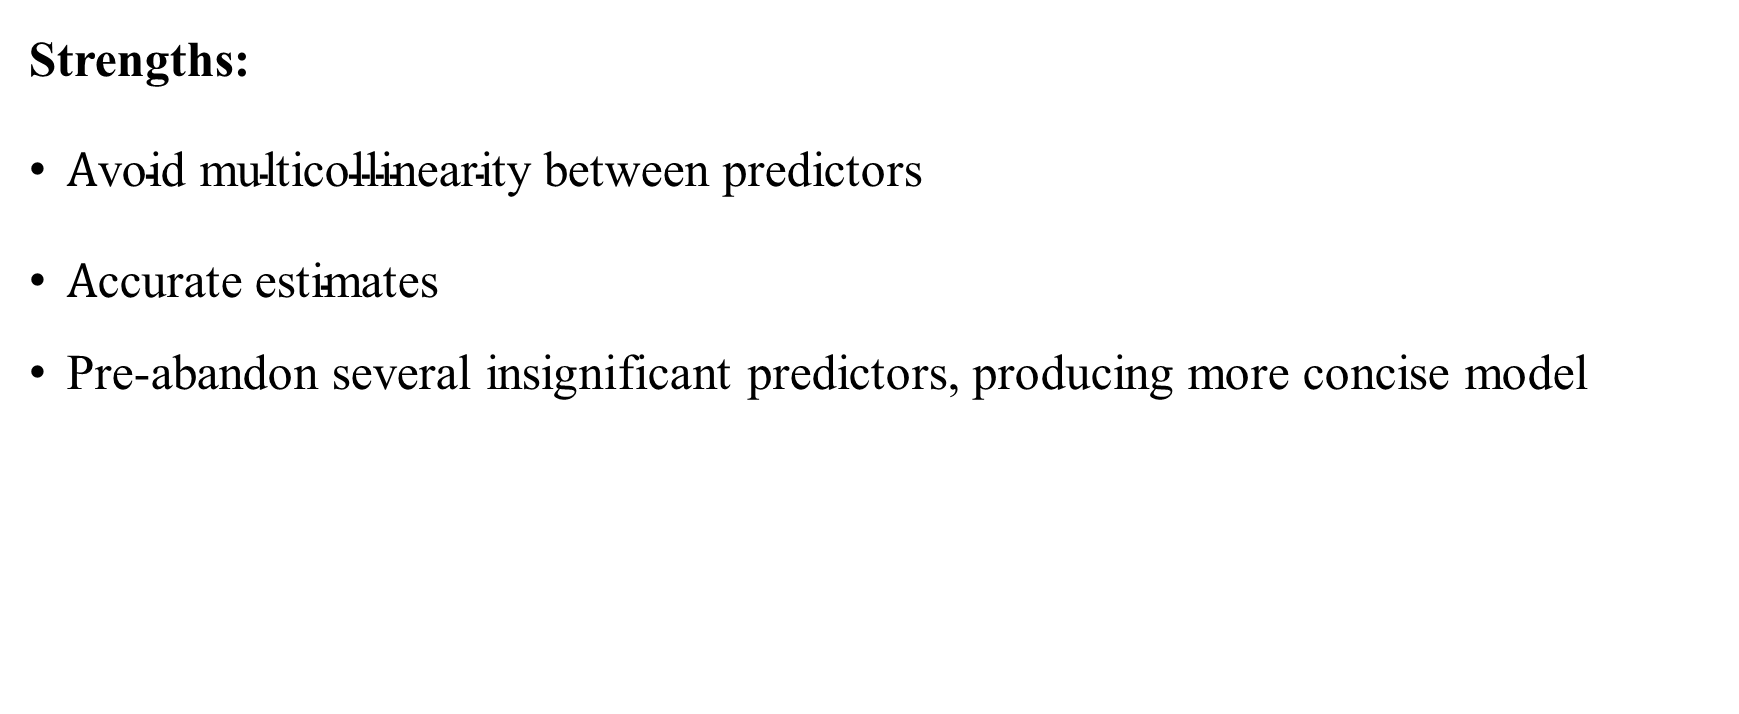 Strengths:
• Avoid multicollinearity between predictors
• Accurate estimates
• Pre-abandon several insignificant predictors, producing more concise model